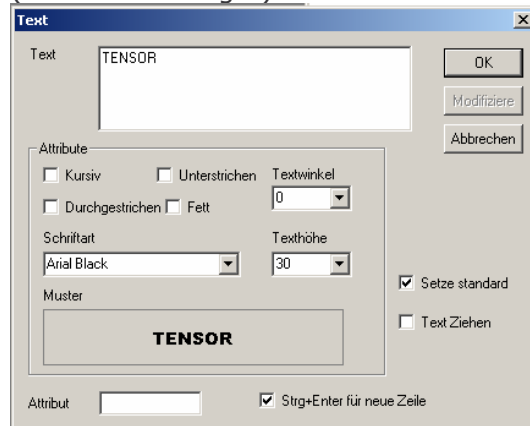 Text
Text
TENSOR
OK
Modifiziere
Abbrechen
Attribute
Kursiv
Unterstrichen
Textwinkel
0
Durchgestrichen
Fett
Schriftart
Texthöhe
Arial Black
30
Setze standard
Muster
Text Ziehen
TENSOR
Attribut
Strg+Enter für neue Zeile